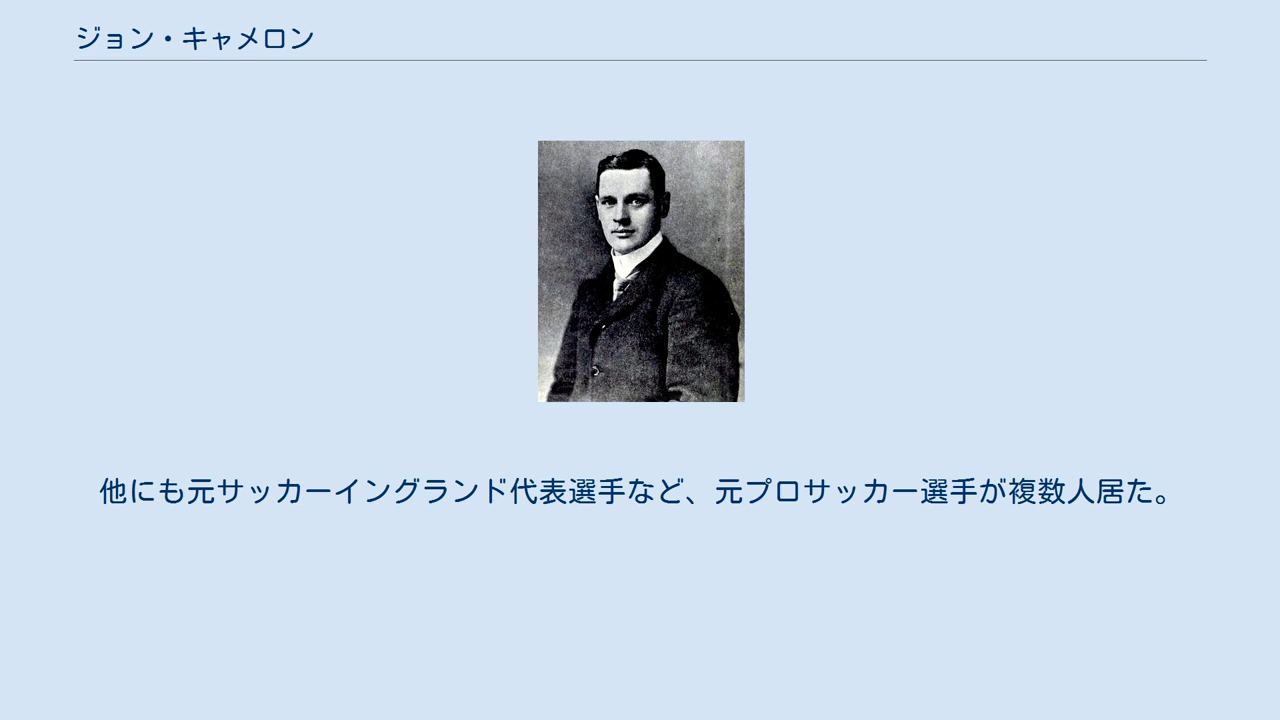 ジョン・キャメロン
他にも元サッカーイングランド代表選手など、元プロサッカー選手が複数人居た。